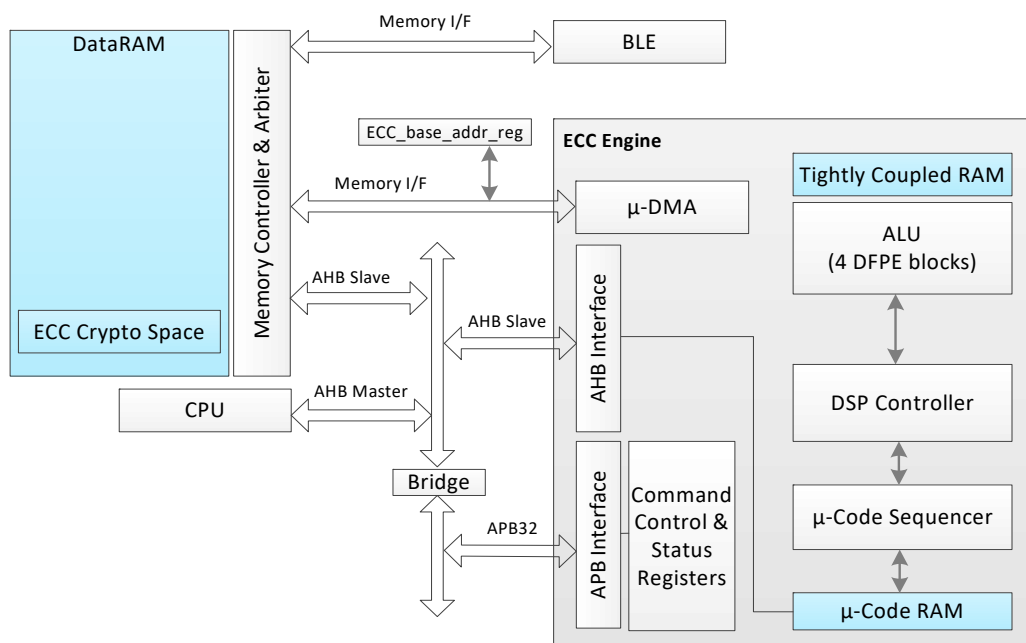 Memory I/F
DataRAM
BLE
Memory Controller & Arbiter
ECC_base_addr_reg
ECC Engine
Tightly Coupled RAM
Memory I/F
µ-DMA
ALU
(4 DFPE blocks)
AHB Slave
AHB Slave
ECC Crypto Space
AHB Interface
AHB Master
CPU
DSP Controller
Bridge
Command
Control &
Status
Registers
APB32
APB Interface
µ-Code Sequencer
µ-Code RAM